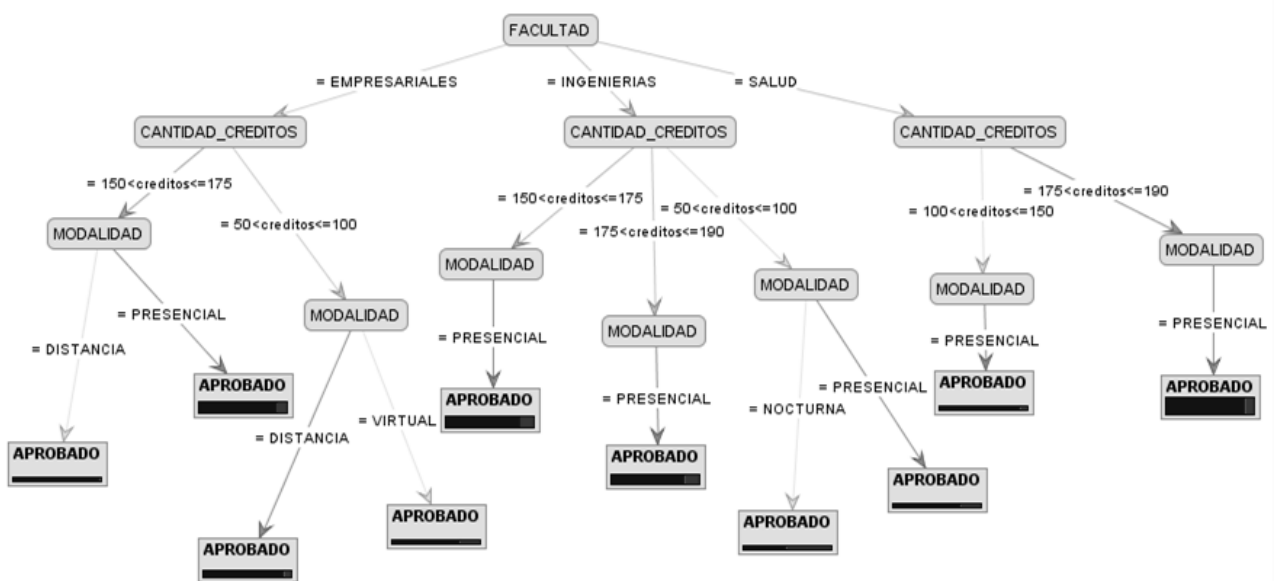 FACULTAD
= EMPRESARIALES
= INGENIERIAS
= SALUD
CANTIDAD_CREDITOS
CANTIDAD_CREDITOS
CANTIDAD_CREDITOS
= 150<creditos<=175
= 50<creditos<=100
= 150<creditos<=175
= 175<creditos<=190
= 50<creditos<=100
= 100<creditos<=150
= 175<creditos<=190
MODALIDAD
MODALIDAD
MODALIDAD
MODALIDAD
MODALIDAD
MODALIDAD
MODALIDAD
= DISTANCIA
= PRESENCIAL
= DISTANCIA
= VIRTUAL
= PRESENCIAL
= PRESENCIAL
= NOCTURNA
= PRESENCIAL
= PRESENCIAL
= PRESENCIAL
APROBADO
APROBADO
APROBADO
APROBADO
APROBADO
APROBADO
APROBADO
APROBADO
APROBADO
APROBADO